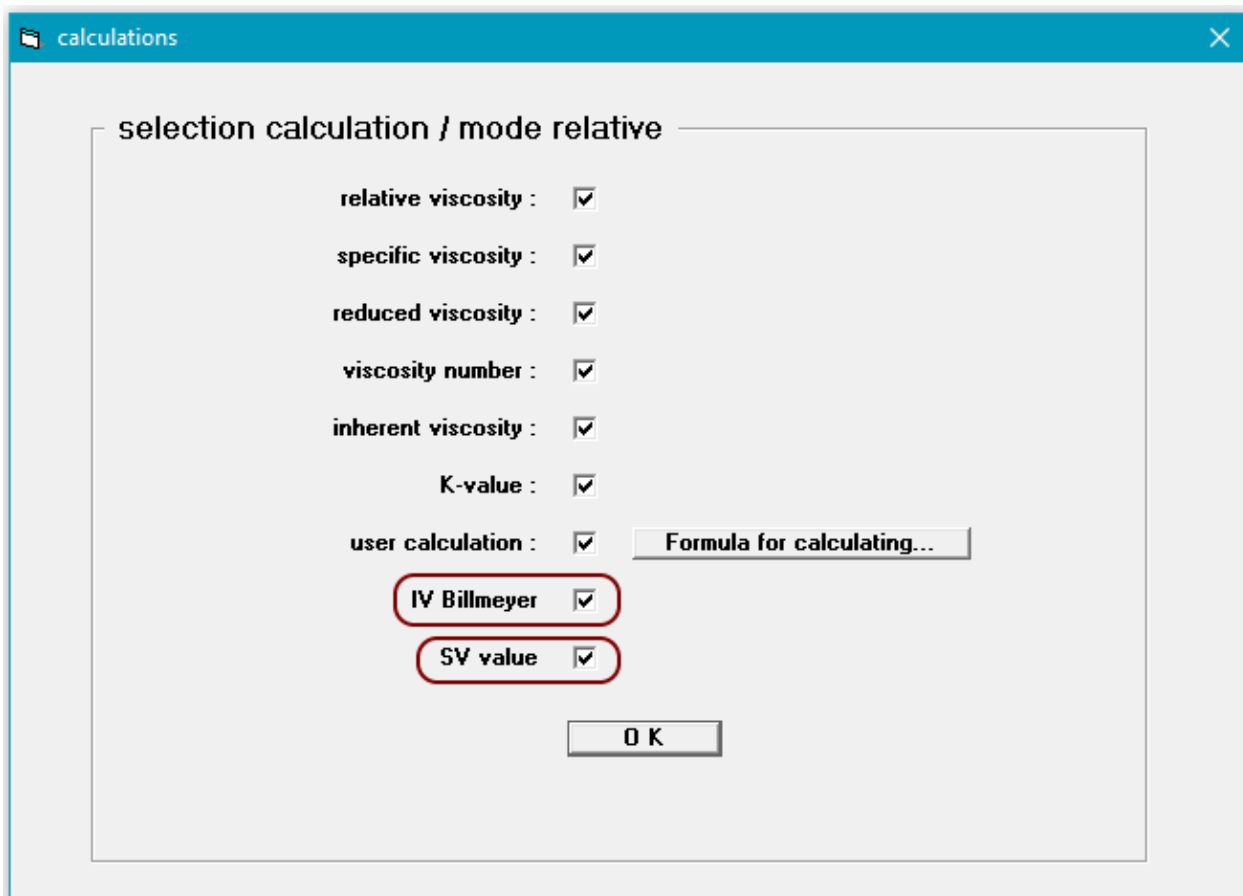 calculations
selection calculation / mode relative
relative viscosity :
specific viscosity :
reduced viscosity :
viscosity number :
inherent viscosity :
K-value :
user calculation : Formula for calculating...
IV Billmeyer
SV value
O K